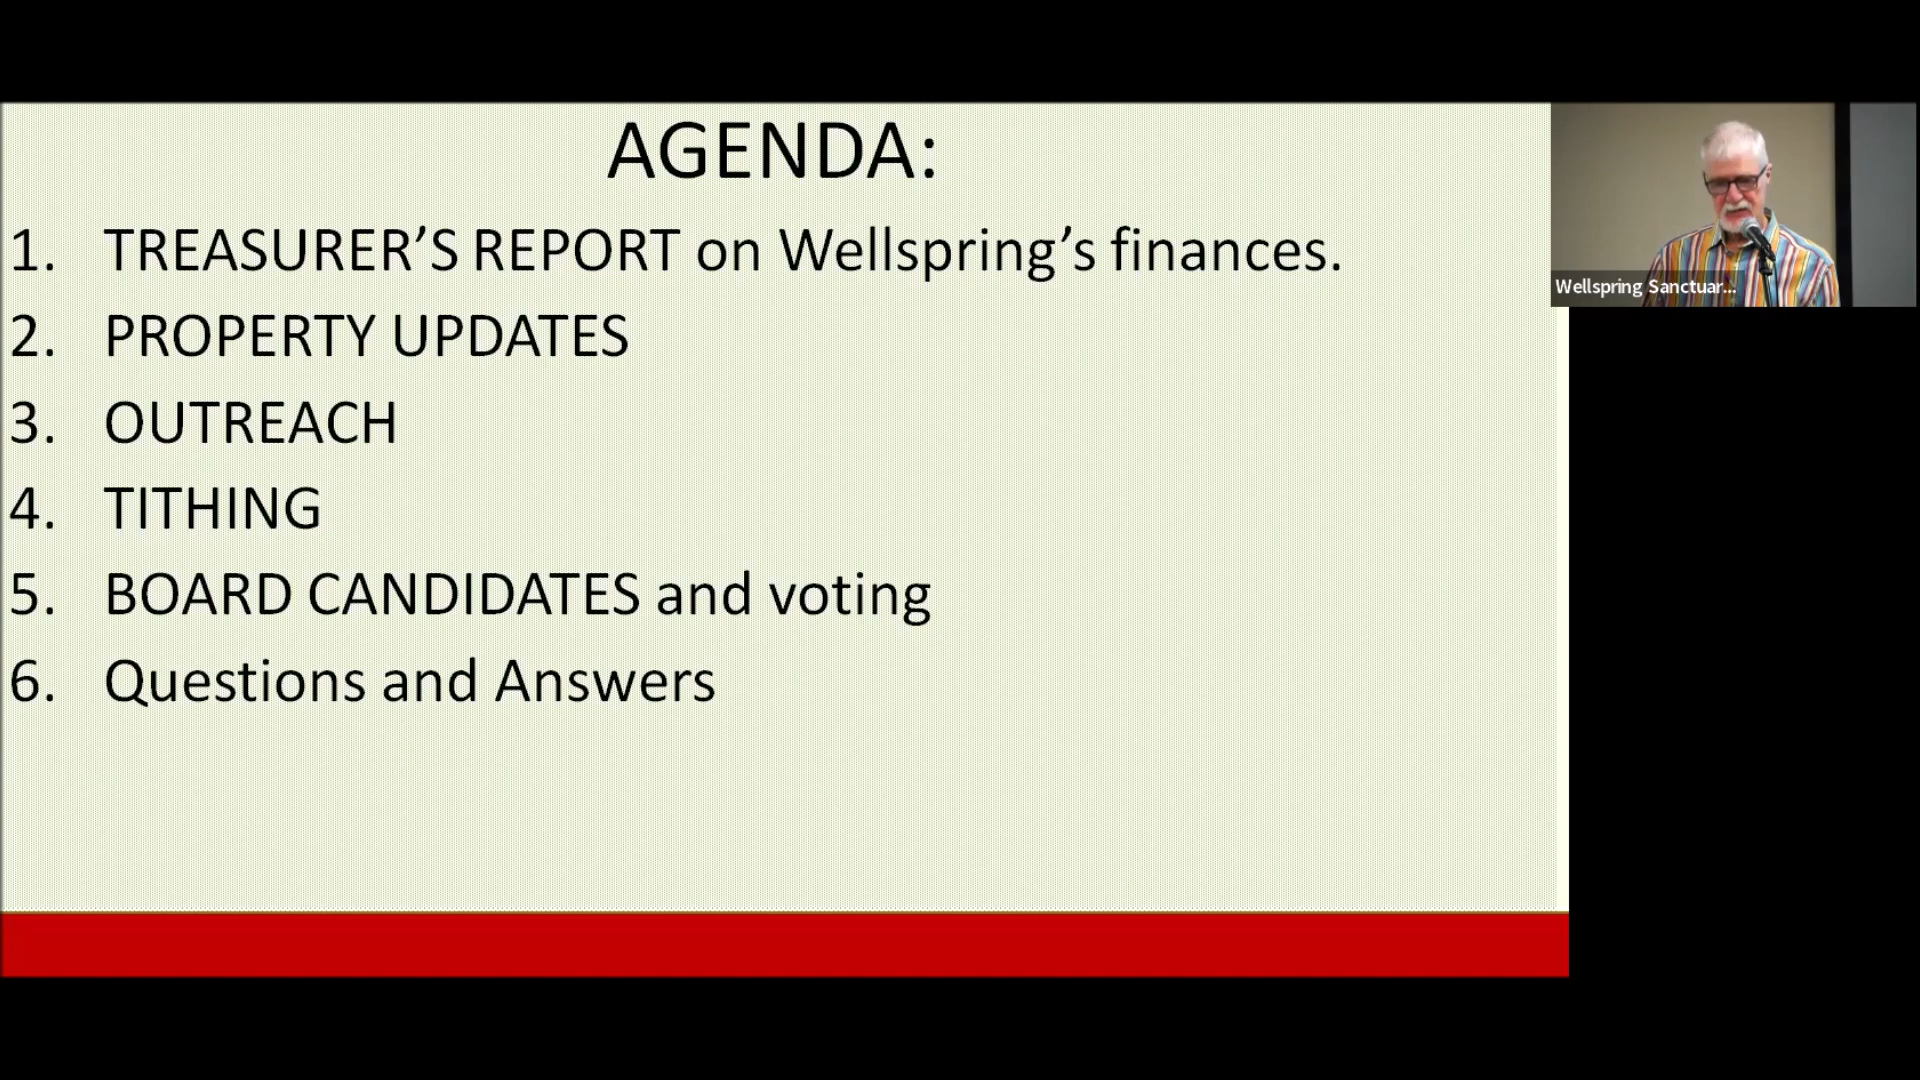 AGENDA:
1. TREASURER’S REPORT on Wellspring’s finances.
2. PROPERTY UPDATES
3. OUTREACH
4. TITHING
5. BOARD CANDIDATES and voting
6. Questions and Answers
Wellspring Sanctuar...